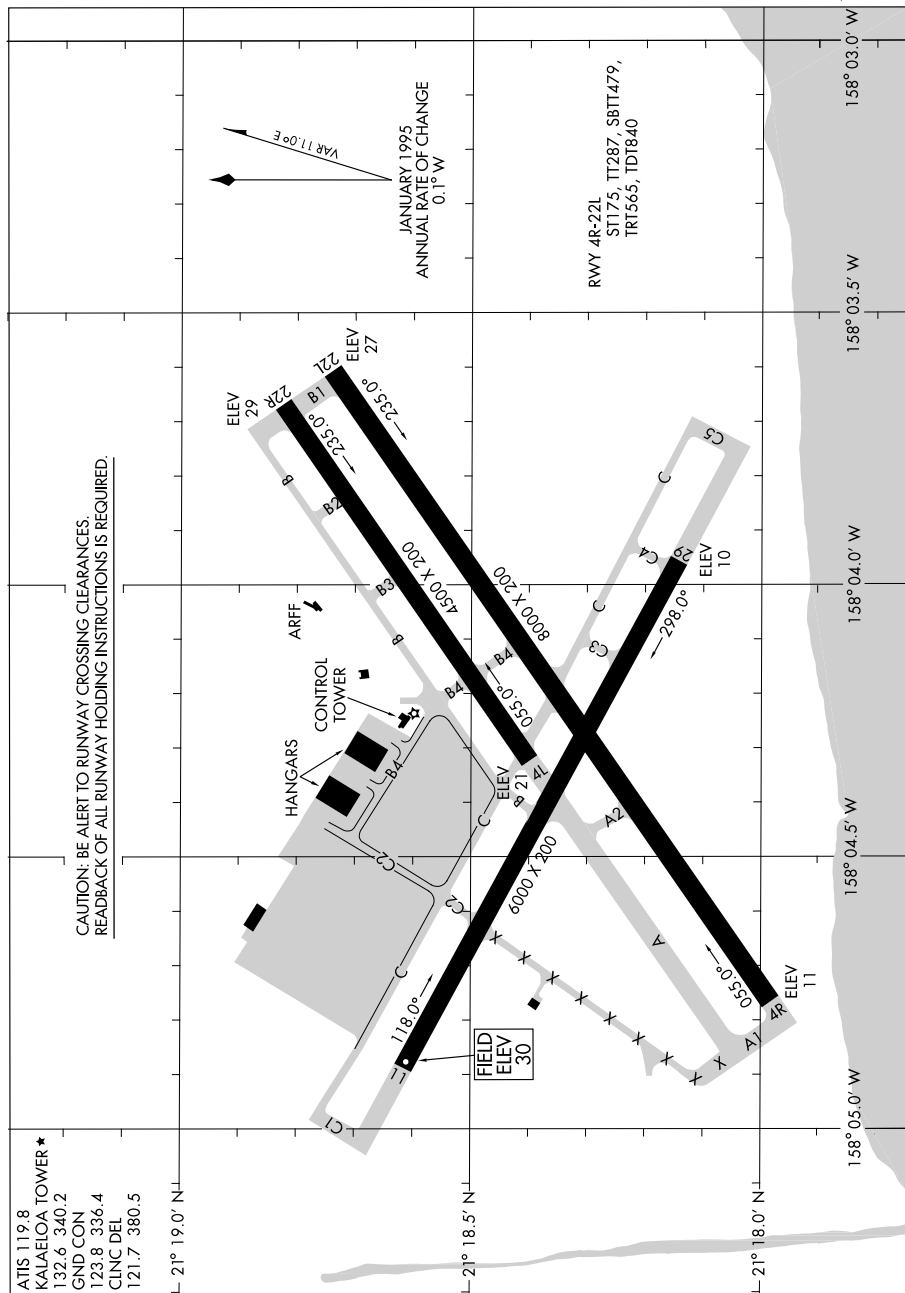 ATIS 119.8
KALAELOA TOWER ★
132.6 340.2
GND CON
123.8 336.4
CLNC DEL
121.7 380.5
CAUTION: BE ALERT TO RUNWAY CROSSING CLEARANCES.
READBACK OF ALL RUNWAY HOLDING INSTRUCTIONS IS REQUIRED.
VAR 11.0° E
JANUARY 1995
ANNUAL RATE OF CHANGE
0.1° W
RWY 4R-22L
ST175, TT287, SBTT479,
TRT565, TDT840
21° 19.0' N
21° 18.5' N
21° 18.0' N
158° 05.0' W
158° 04.5' W
158° 04.0' W
158° 03.5' W
158° 03.0' W
HANGARS
CONTROL
TOWER
ARFF
ELEV
29
22R
B1
22L
ELEV
27
235.0°
235.0°
B
B2
B3
B
4500 X 200
8000 X 200
B4
B4
B4
055.0°
ELEV
21
4L
B
C1
C
C2
C2
C
11
118.0°
FIELD
ELEV
30
6000 X 200
C3
C
C4
C
C5
29
ELEV
10
298.0°
A2
A
A1
055.0°
4R
ELEV
11
X
X
X
X
X
X
X
X
X